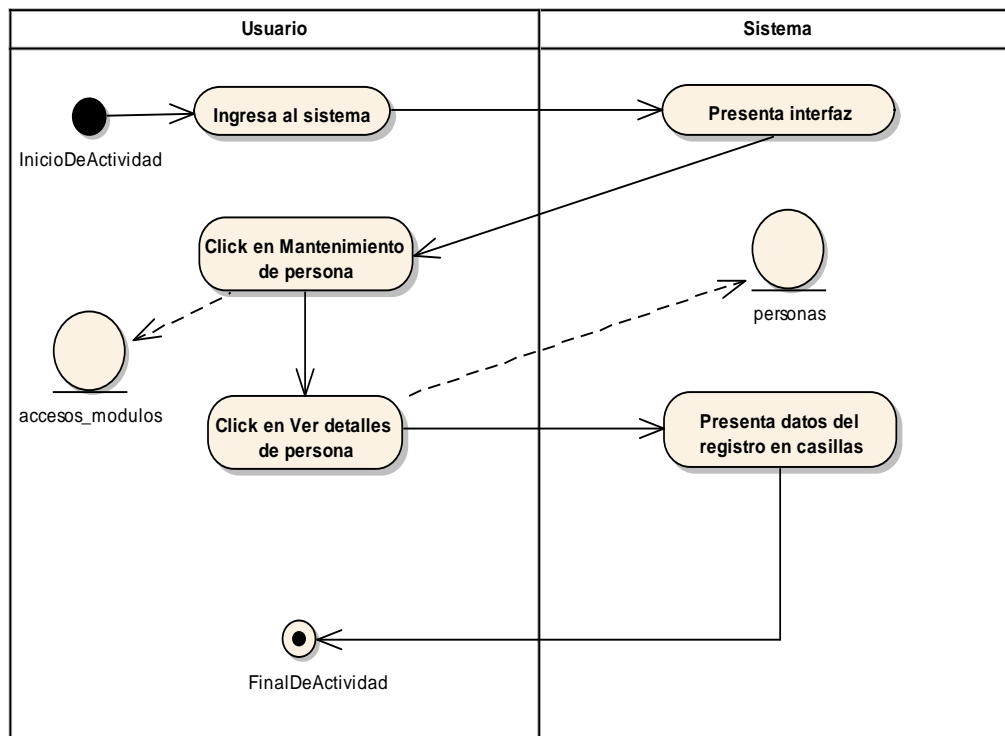 Usuario
Sistema
Ingresa al sistema
Presenta interfaz
InicioDeActividad
Click en Mantenimiento
de persona
personas
accesos_modulos
Click en Ver detalles
de persona
Presenta datos del
registro en casillas
FinalDeActividad